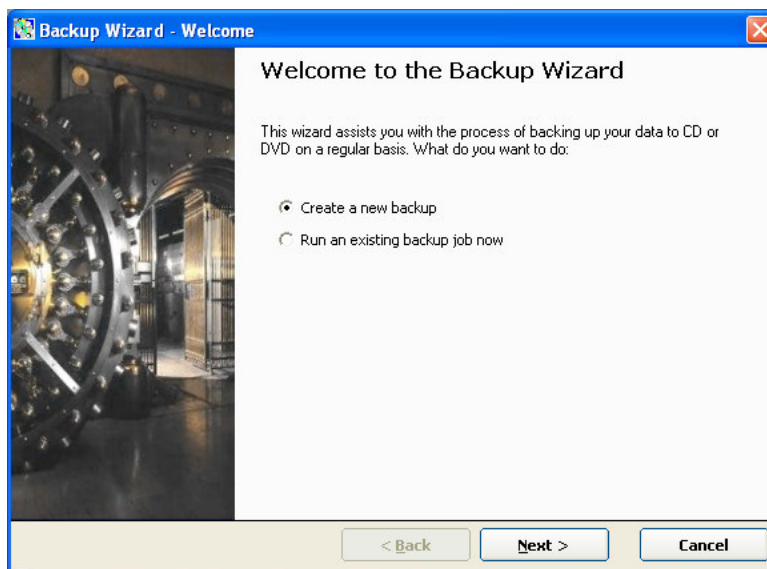 Backup Wizard - Welcome
Welcome to the Backup Wizard
This wizard assists you with the process of backing up your data to CD or
DVD on a regular basis. What do you want to do:
Create a new backup
Run an existing backup job now
< Back
Next >
Cancel